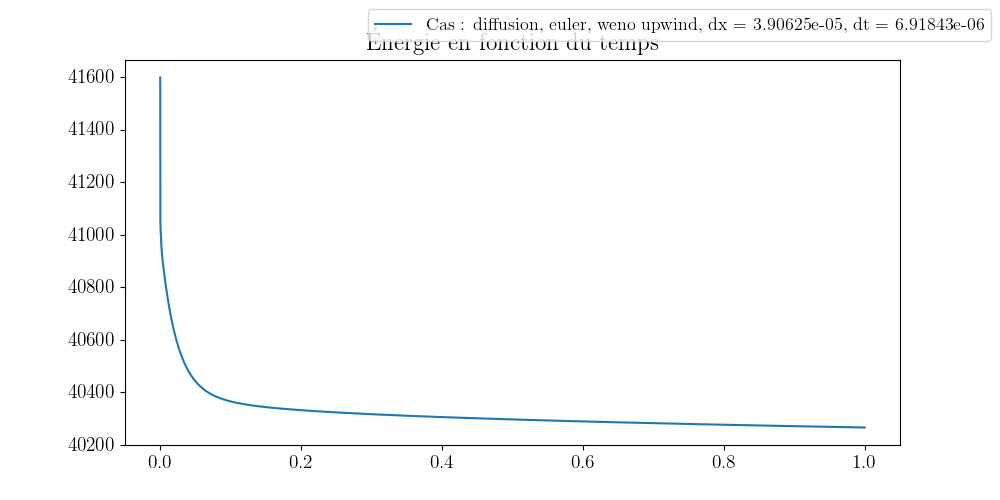 Cas : diffusion, euler, weno upwind, dx = 3.90625e-05, dt = 6.91843e-06
Énergie en fonction du temps
41600
41400
41200
41000
40800
40600
40400
40200
0.0 0.2 0.4 0.6 0.8 1.0